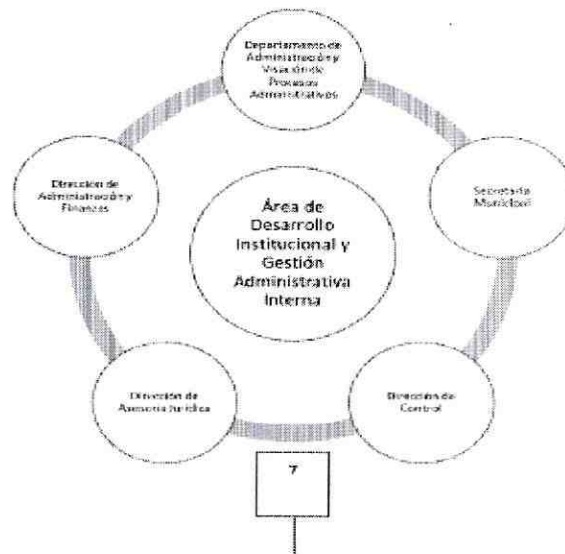 Departamento de
Administración y
Visación de
Procesos
Administrativos
Dirección de
Administración y
Finanzas
Secretaría
Municipal
Área de
Desarrollo
Institucional y
Gestión
Administrativa
Interna
Dirección de
Asesoría Jurídica
Dirección de
Control
7